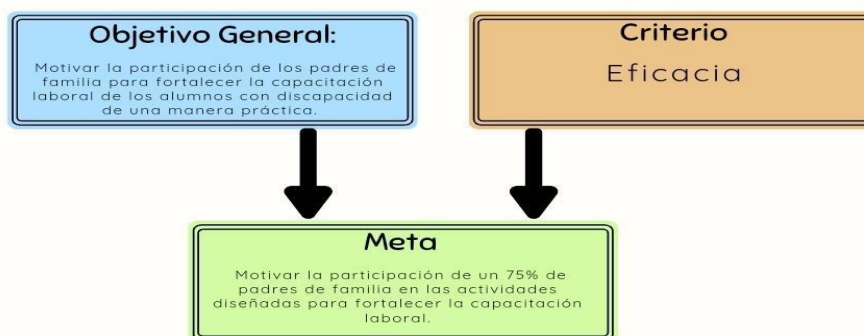 Objetivo General:
Motivar la participación de los padres de
familia para fortalecer la capacitación
laboral de los alumnos con discapacidad
de una manera práctica.
Criterio
Eficacia
Meta
Motivar la participación de un 75% de
padres de familia en las actividades
diseñadas para fortalecer la capacitación
laboral.